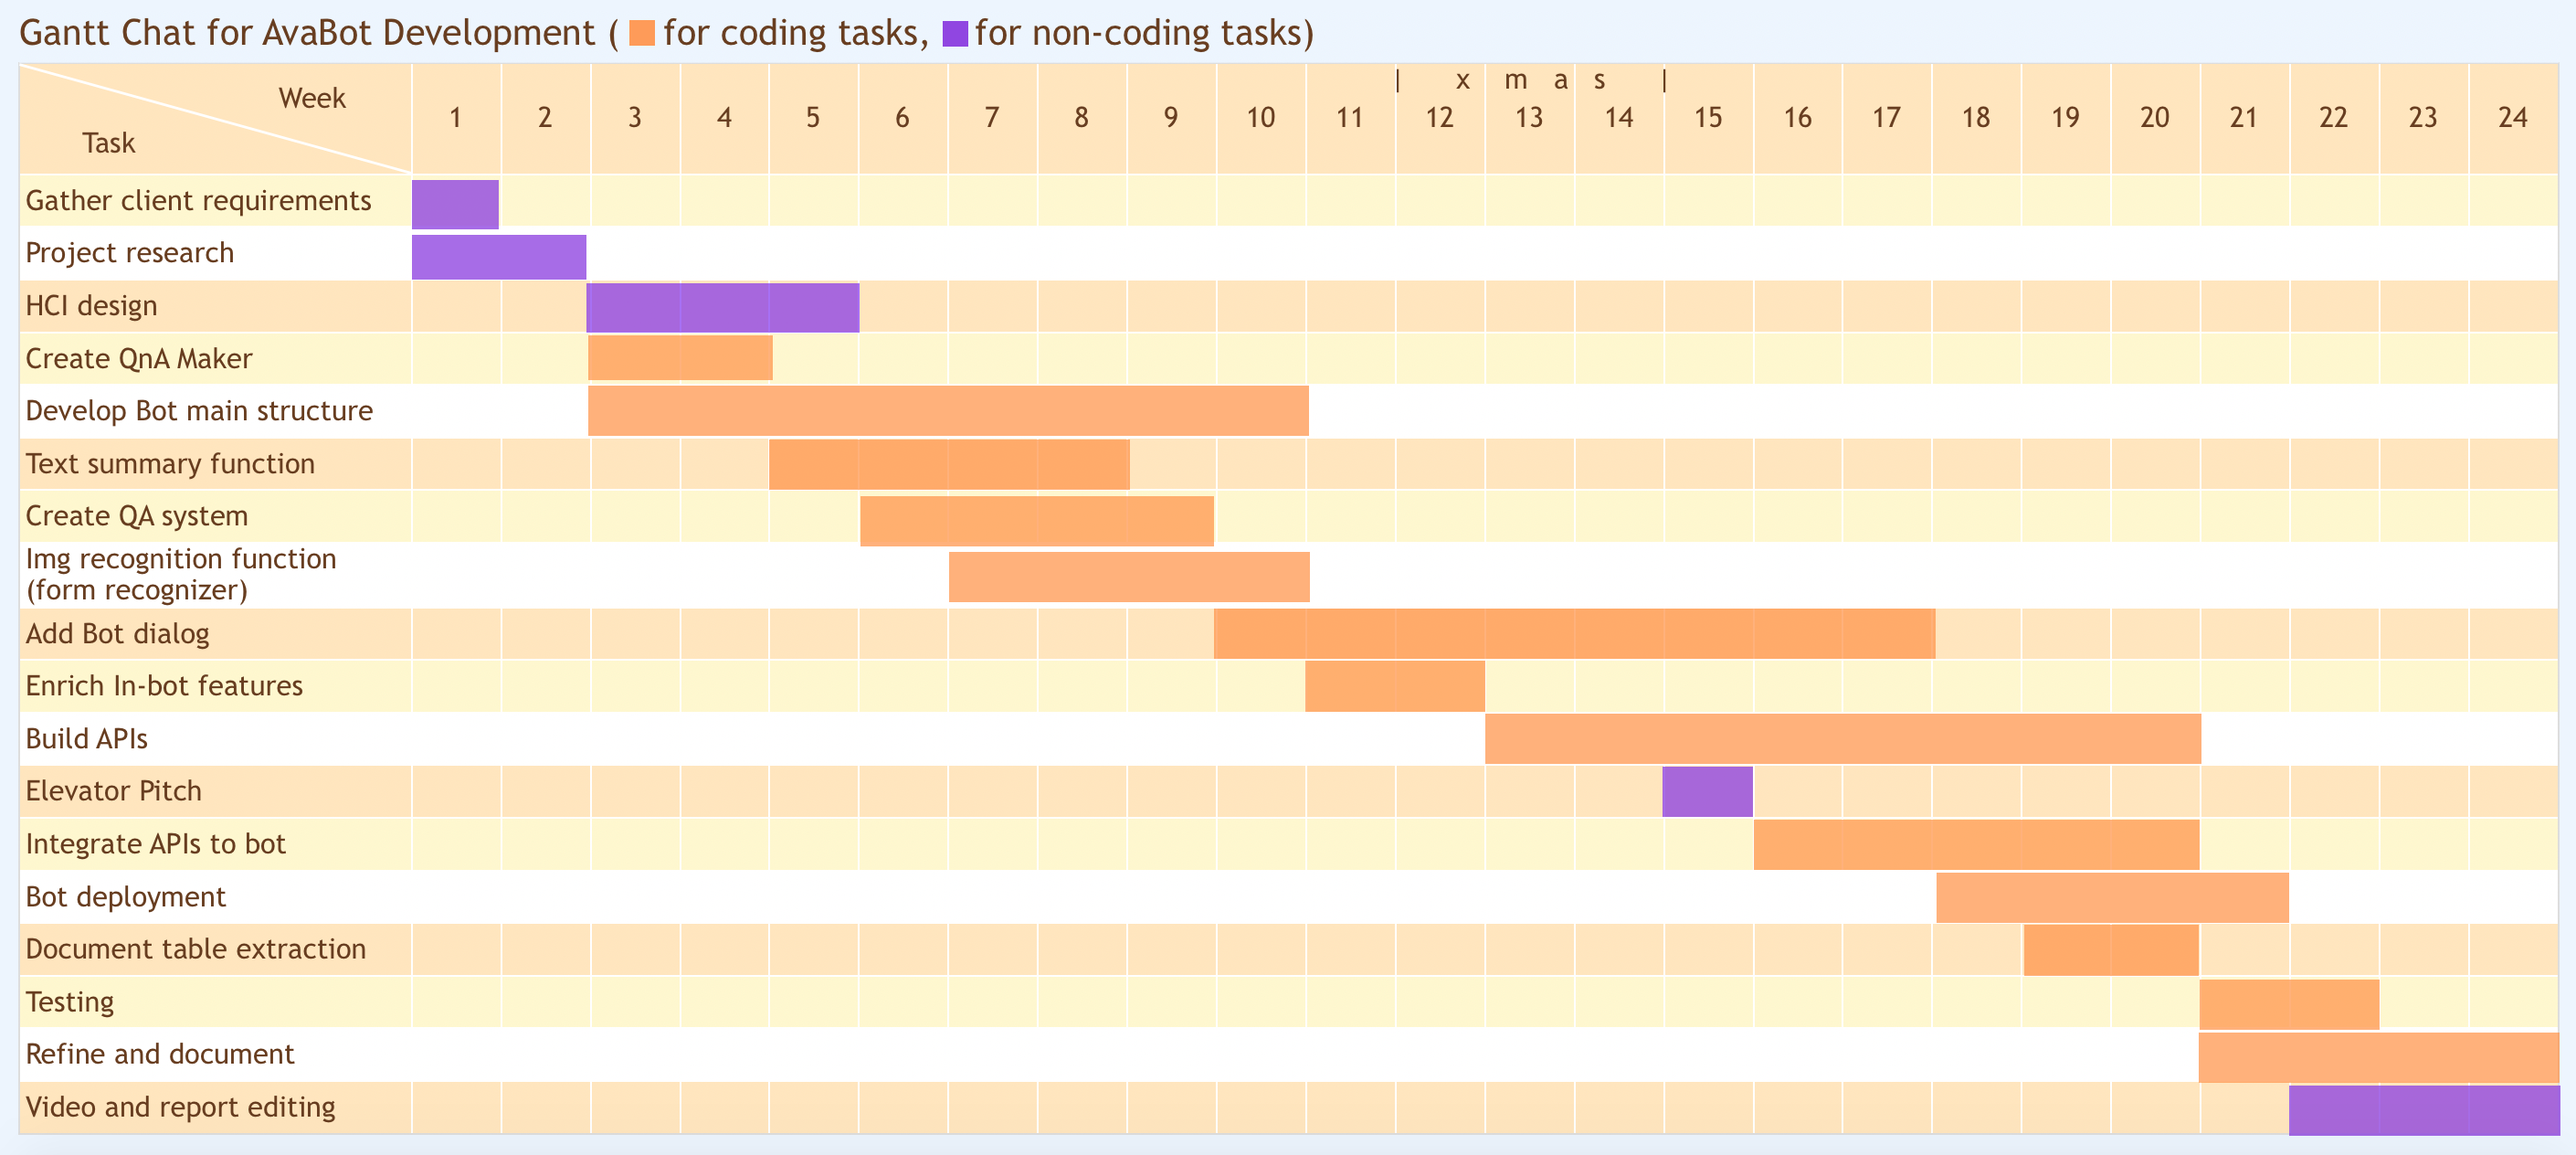 Gantt Chat for AvaBot Development ( for coding tasks, for non-coding tasks)
| x m a s |
Week
Task
1 2 3 4 5 6 7 8 9 10 11 12 13 14 15 16 17 18 19 20 21 22 23 24
Gather client requirements
Project research
HCI design
Create QnA Maker
Develop Bot main structure
Text summary function
Create QA system
Img recognition function
(form recognizer)
Add Bot dialog
Enrich In-bot features
Build APIs
Elevator Pitch
Integrate APIs to bot
Bot deployment
Document table extraction
Testing
Refine and document
Video and report editing